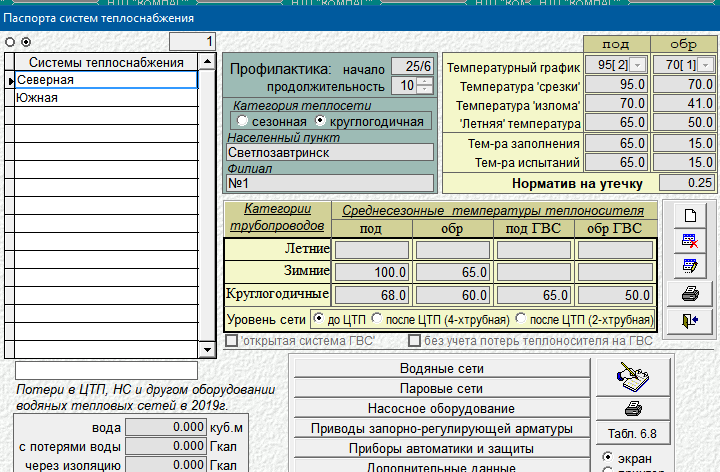 Паспорта систем теплоснабжения
1
Системы теплоснабжения
Северная
Южная
Профилактика: начало 25/6
продолжительность 10
Категория теплосети
сезонная круглогодичная
Населенный пункт
Светлозавтринск
Филиал
№1
под обр
Температурный график 95[ 2] 70[ 1]
Температура 'срезки' 95.0 70.0
Температура 'излома' 70.0 41.0
'Летняя' температура 65.0 50.0
Тем-ра заполнения 65.0 15.0
Тем-ра испытаний 65.0 15.0
Норматив на утечку 0.25
Категории трубопроводов
Среднесезонные температуры теплоносителя
под обр под ГВС обр ГВС
Летние
Зимние 100.0 65.0
Круглогодичные 68.0 60.0 65.0 50.0
Уровень сети до ЦТП после ЦТП (4-хтрубная) после ЦТП (2-хтрубная)
'открытая система ГВС' без учета потерь теплоносителя на ГВС
Потери в ЦТП, НС и другом оборудовании
водяных тепловых сетей в 2019г.
вода 0.000 куб.м
с потерями воды 0.000 Гкал
через изоляцию 0.000 Гкал
Водяные сети
Паровые сети
Насосное оборудование
Приводы запорно-регулирующей арматуры
Приборы автоматики и защиты
Дополнительные данные
Табл. 6.8
экран